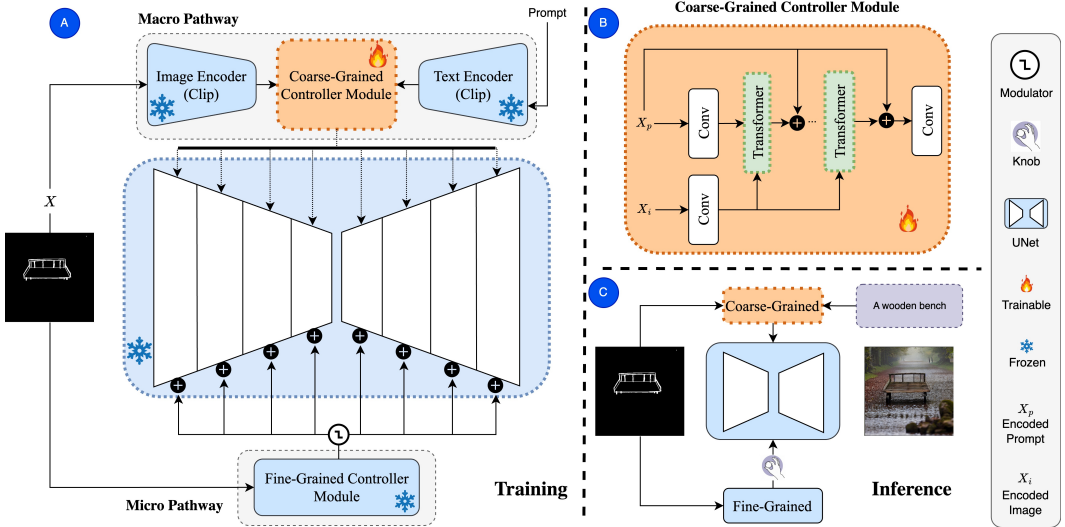 A
Macro Pathway
Prompt
Image Encoder
(Clip)
Coarse-Grained
Controller Module
Text Encoder
(Clip)
X
Fine-Grained Controller
Module
Micro Pathway
Training
B
Coarse-Grained Controller Module
X_p
Conv
Transformer
...
Transformer
Conv
X_i
Conv
C
Coarse-Grained
A wooden bench
Fine-Grained
Inference
Modulator
Knob
UNet
Trainable
Frozen
X_p
Encoded
Prompt
X_i
Encoded
Image